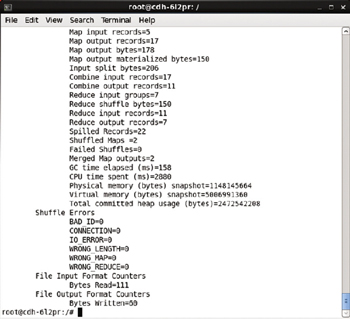 root@cdh-6l2pr: /
File Edit View Search Terminal Help
Map input records=5
Map output records=17
Map output bytes=178
Map output materialized bytes=150
Input split bytes=206
Combine input records=17
Combine output records=11
Reduce input groups=7
Reduce shuffle bytes=150
Reduce input records=11
Reduce output records=7
Spilled Records=22
Shuffled Maps =2
Failed Shuffles=0
Merged Map outputs=2
GC time elapsed (ms)=158
CPU time spent (ms)=2880
Physical memory (bytes) snapshot=1148145664
Virtual memory (bytes) snapshot=5006991360
Total committed heap usage (bytes)=2472542208
Shuffle Errors
BAD_ID=0
CONNECTION=0
IO_ERROR=0
WRONG_LENGTH=0
WRONG_MAP=0
WRONG_REDUCE=0
File Input Format Counters
Bytes Read=111
File Output Format Counters
Bytes Written=60
root@cdh-6l2pr:/#